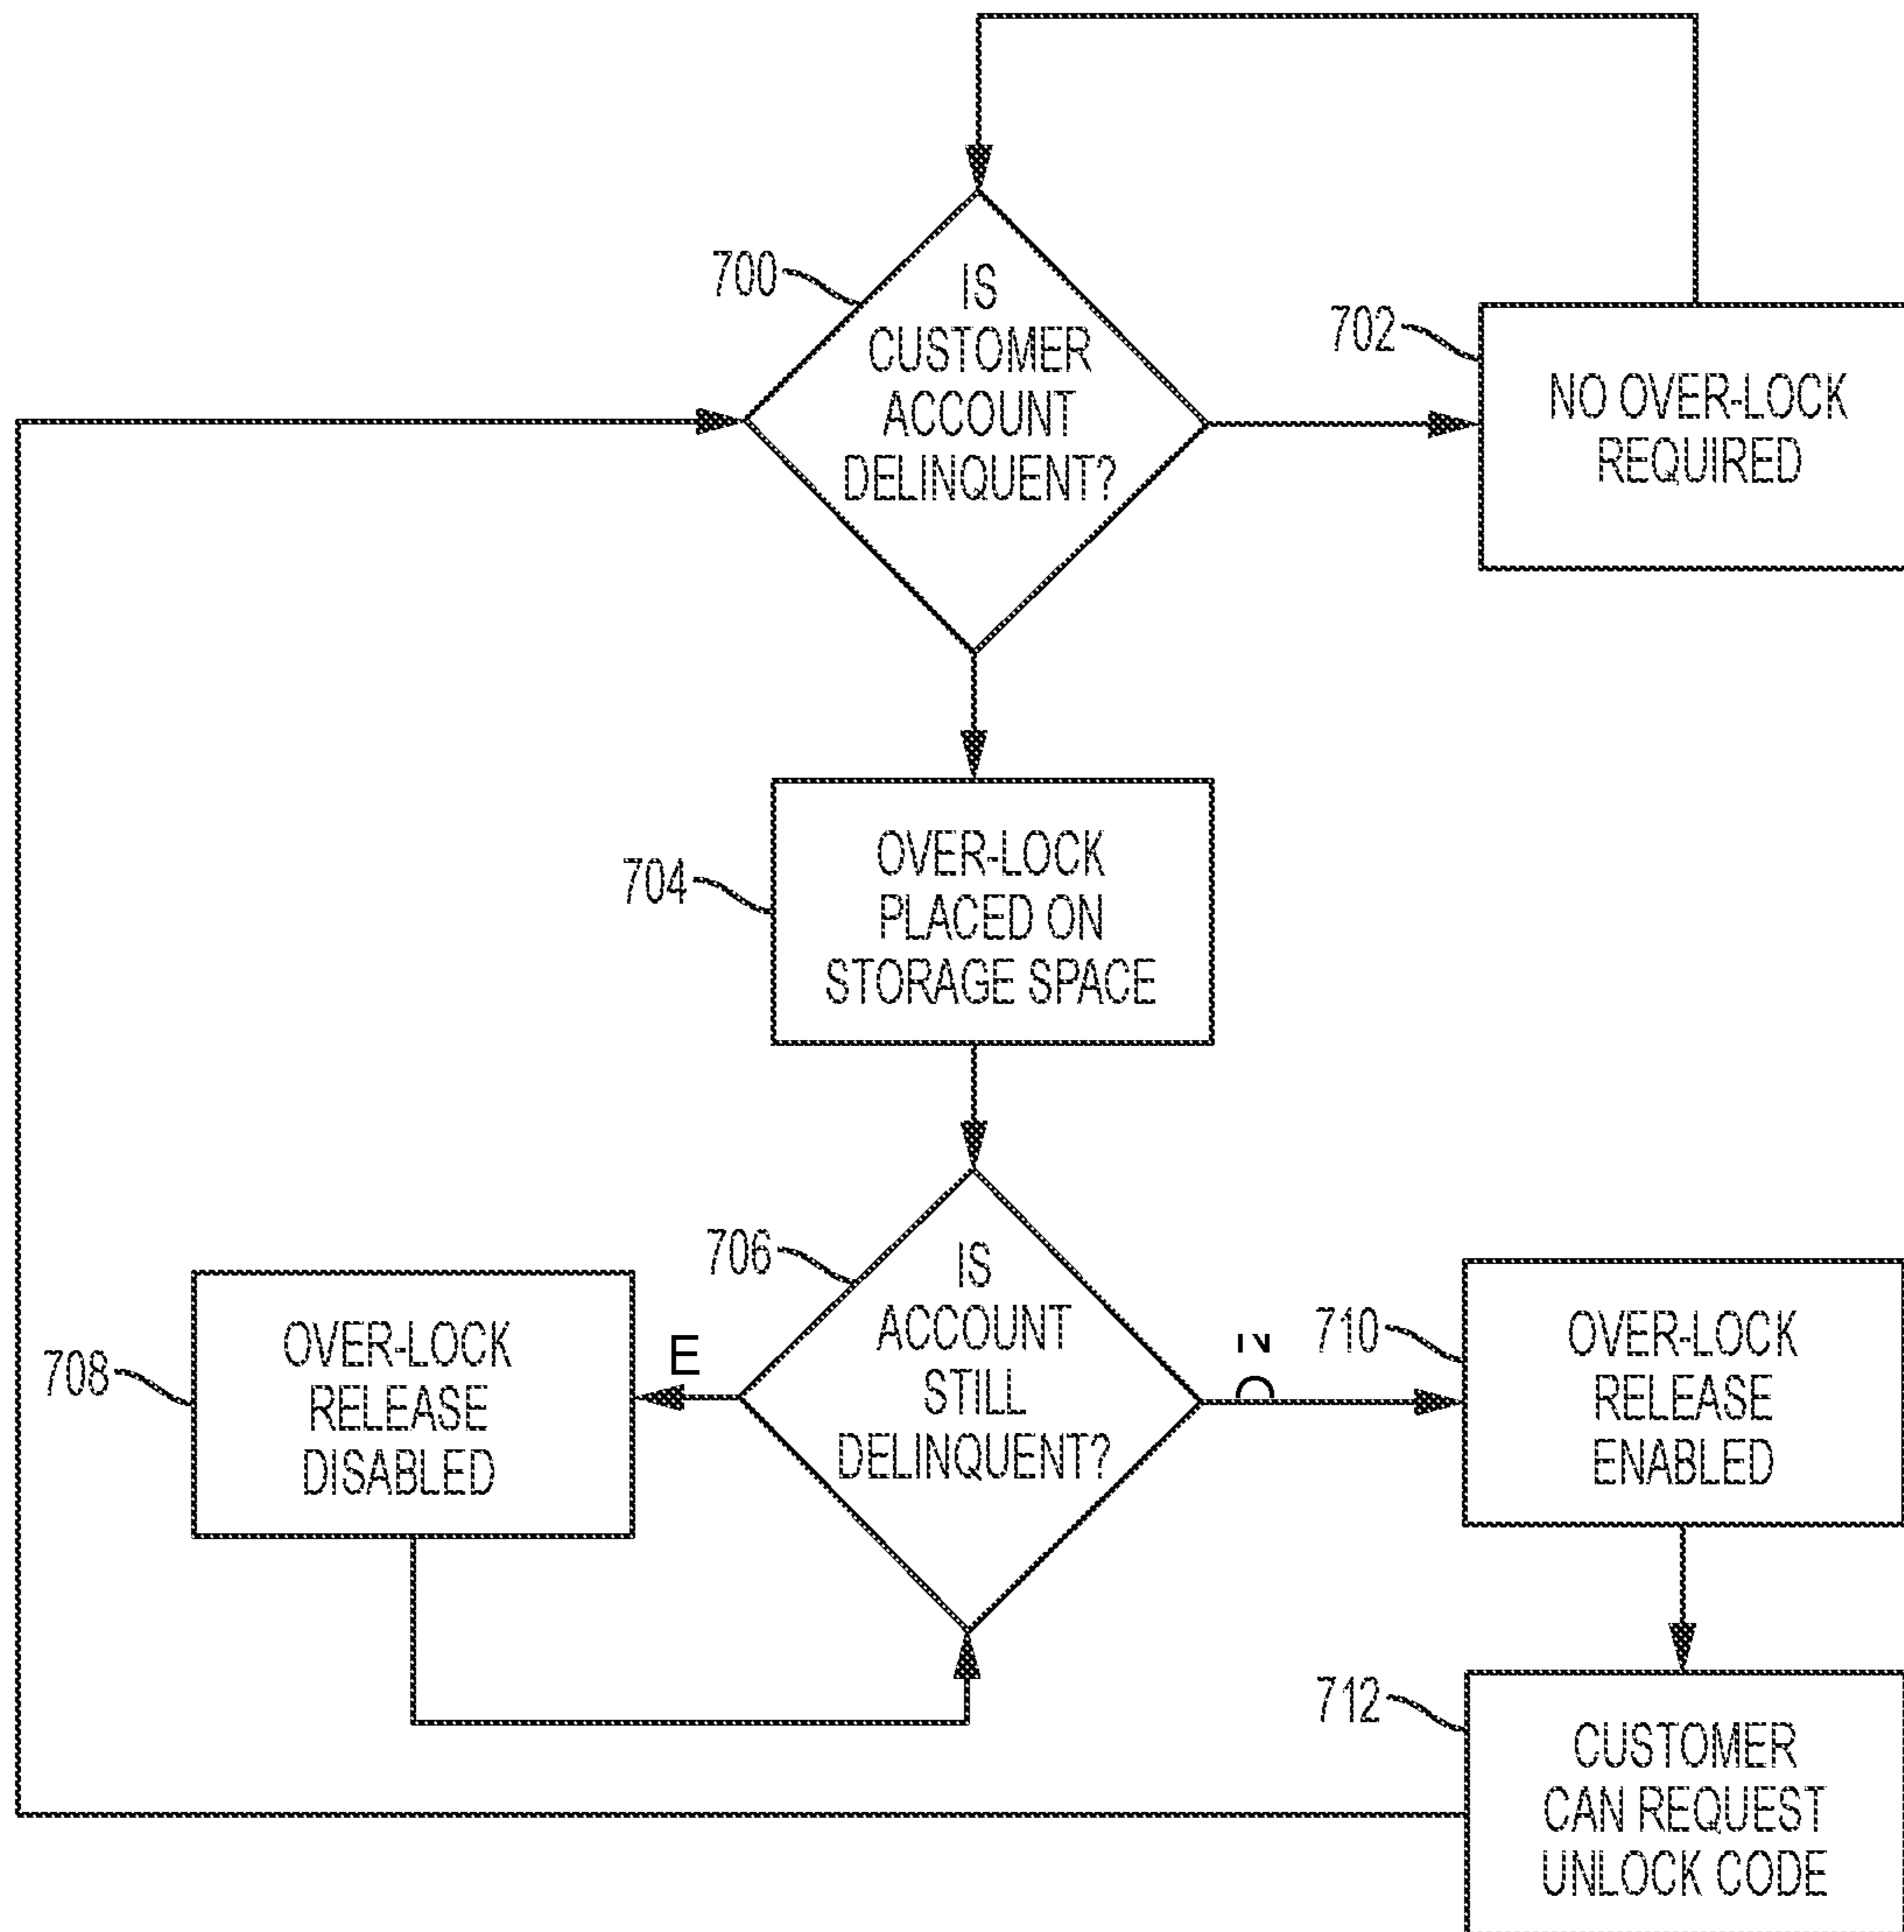 700
IS
CUSTOMER
ACCOUNT
DELINQUENT?
702
NO OVER-LOCK
REQUIRED
704
OVER-LOCK
PLACED ON
STORAGE SPACE
706
IS
ACCOUNT
STILL
DELINQUENT?
708
OVER-LOCK
RELEASE
DISABLED
E
710
OVER-LOCK
RELEASE
ENABLED
712
CUSTOMER
CAN REQUEST
UNLOCK CODE